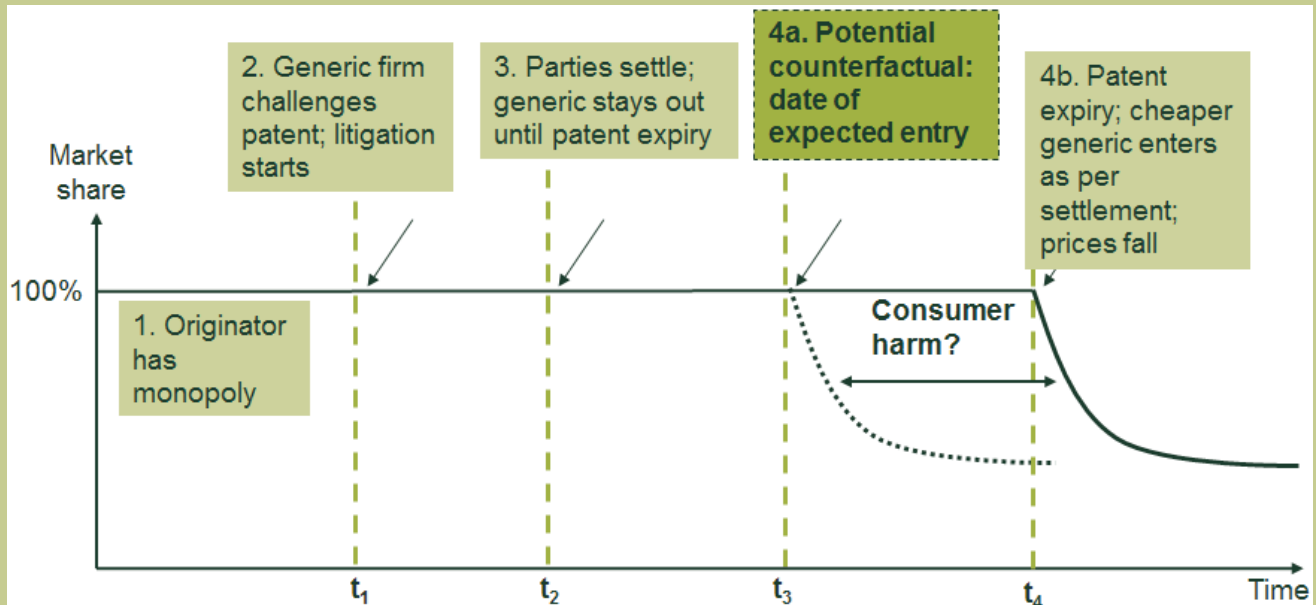 2. Generic firm
challenges
patent; litigation
starts
3. Parties settle;
generic stays out
until patent expiry
4a. Potential
counterfactual:
date of
expected entry
4b. Patent
expiry; cheaper
generic enters
as per
settlement;
prices fall
Market
share
100%
1. Originator
has
monopoly
Consumer
harm?
t₁
t₂
t₃
t₄
Time